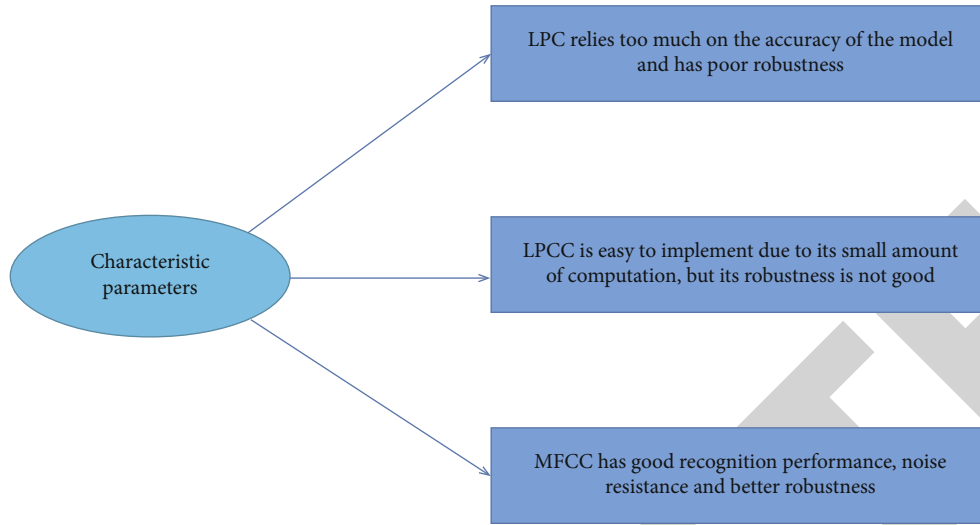 LPC relies too much on the accuracy of the model
and has poor robustness
Characteristic
parameters
LPCC is easy to implement due to its small amount
of computation, but its robustness is not good
MFCC has good recognition performance, noise
resistance and better robustness